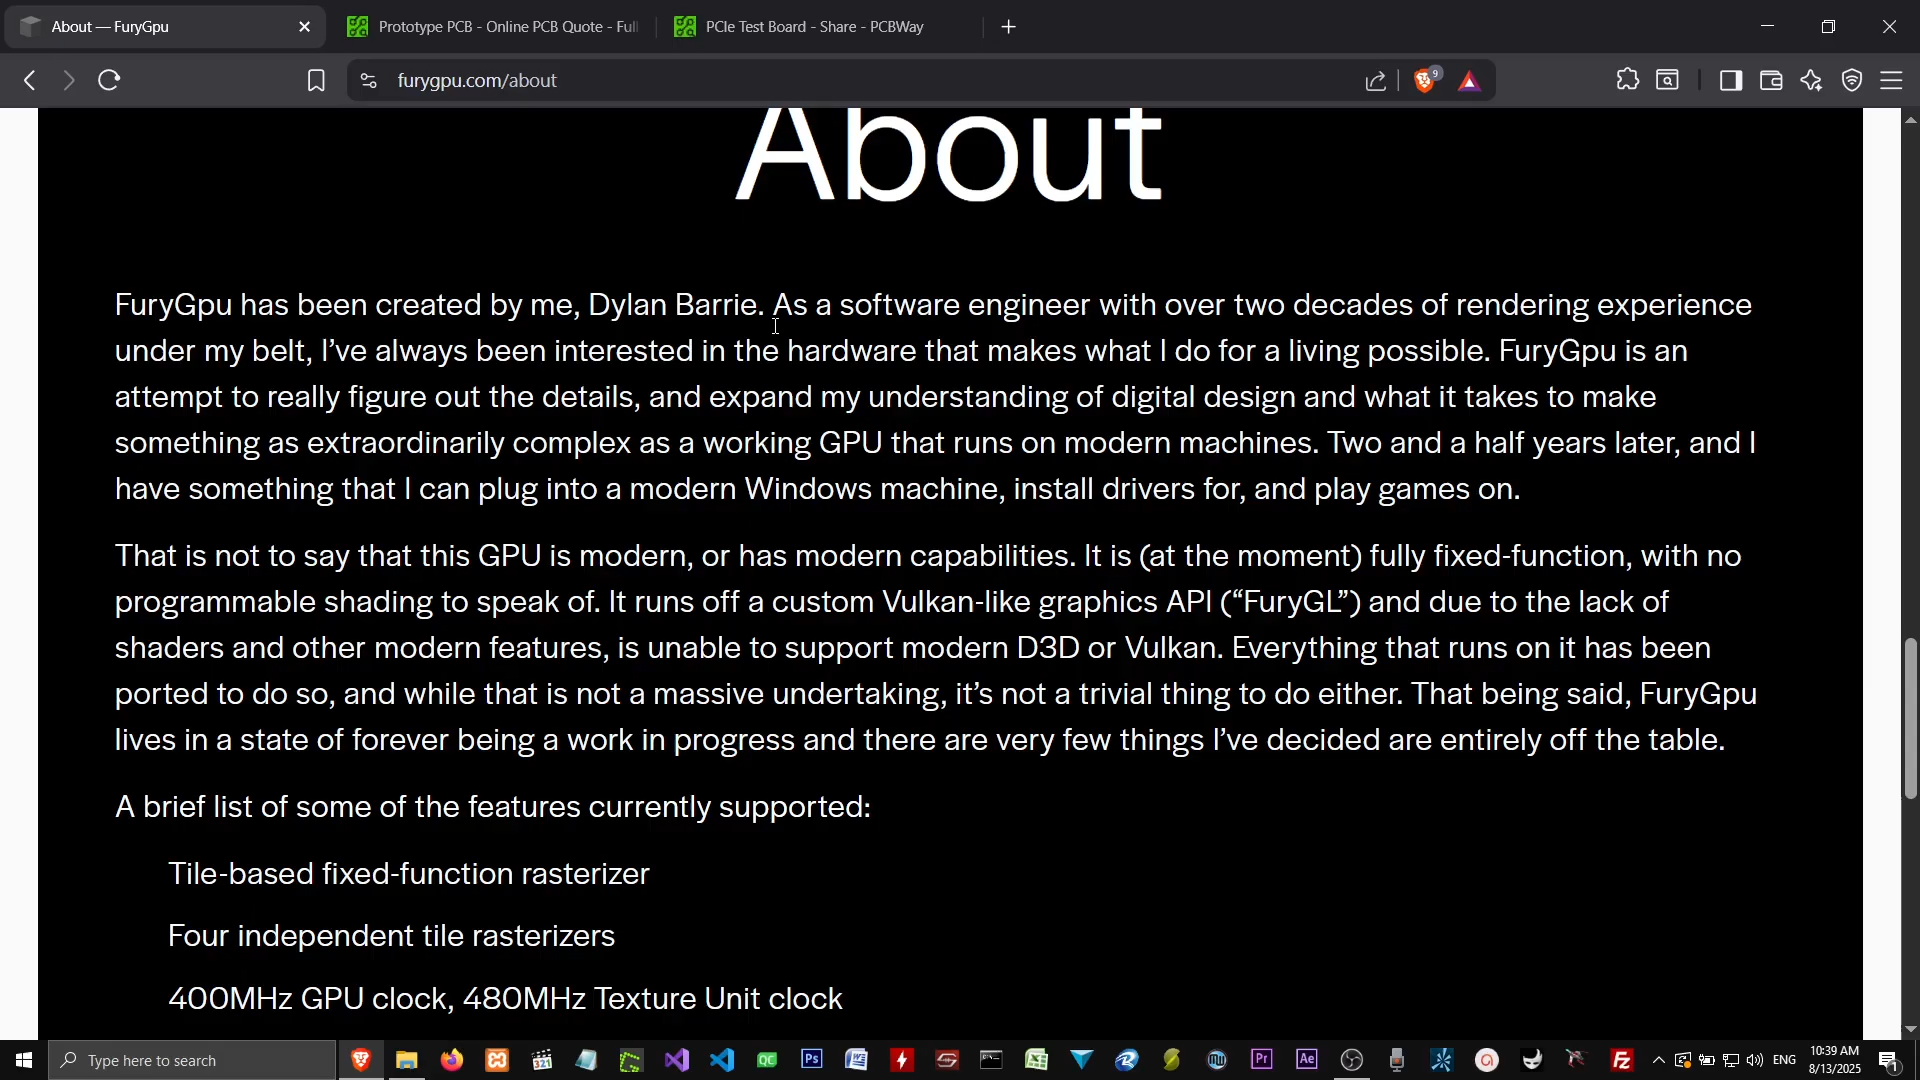 About — FuryGpu
Prototype PCB - Online PCB Quote - Ful
PCIe Test Board - Share - PCBWay
furygpu.com/about
9
About
FuryGpu has been created by me, Dylan Barrie. As a software engineer with over two decades of rendering experience
under my belt, I’ve always been interested in the hardware that makes what I do for a living possible. FuryGpu is an
attempt to really figure out the details, and expand my understanding of digital design and what it takes to make
something as extraordinarily complex as a working GPU that runs on modern machines. Two and a half years later, and I
have something that I can plug into a modern Windows machine, install drivers for, and play games on.
That is not to say that this GPU is modern, or has modern capabilities. It is (at the moment) fully fixed-function, with no
programmable shading to speak of. It runs off a custom Vulkan-like graphics API (“FuryGL”) and due to the lack of
shaders and other modern features, is unable to support modern D3D or Vulkan. Everything that runs on it has been
ported to do so, and while that is not a massive undertaking, it’s not a trivial thing to do either. That being said, FuryGpu
lives in a state of forever being a work in progress and there are very few things I’ve decided are entirely off the table.
A brief list of some of the features currently supported:
Tile-based fixed-function rasterizer
Four independent tile rasterizers
400MHz GPU clock, 480MHz Texture Unit clock
Type here to search
321
QC
Ps
Pr
Ae
Fz
ENG
10:39 AM
8/13/2025
1